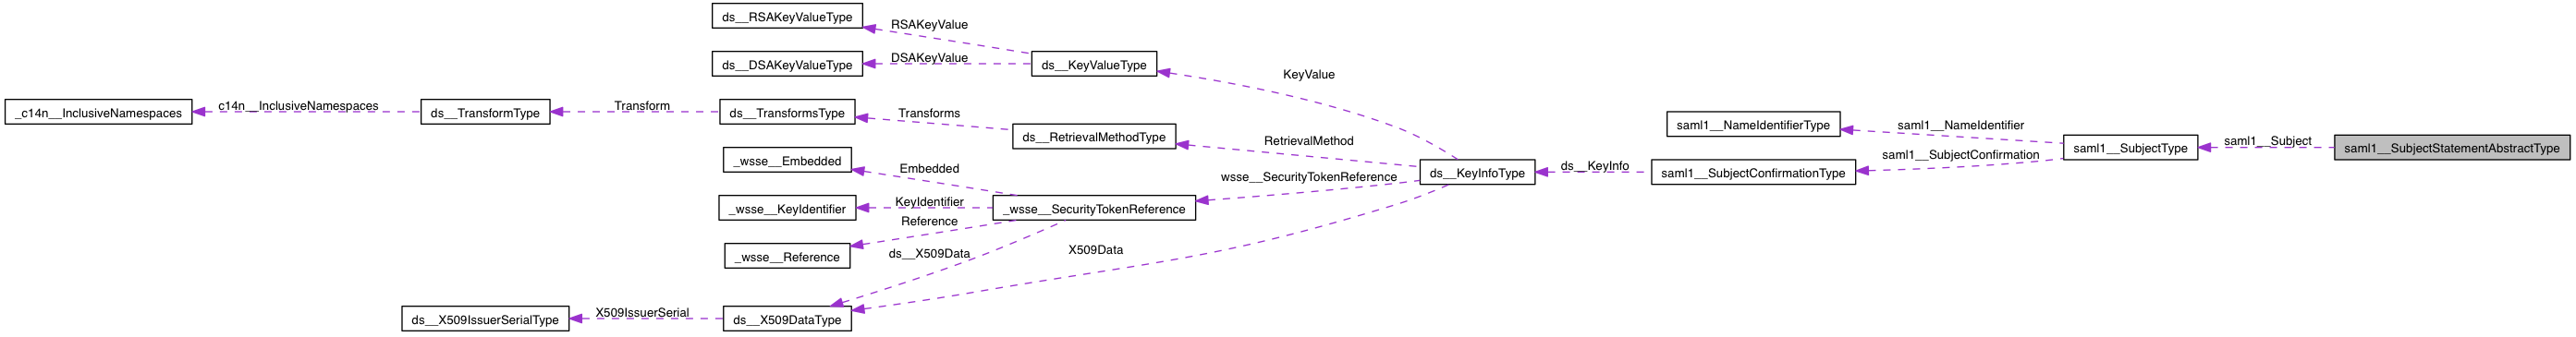 ds__RSAKeyValueType
RSAKeyValue
ds__DSAKeyValueType
DSAKeyValue
ds__KeyValueType
KeyValue
_c14n__InclusiveNamespaces
c14n__InclusiveNamespaces
ds__TransformType
Transform
ds__TransformsType
Transforms
ds__RetrievalMethodType
RetrievalMethod
saml1__NameIdentifierType
saml1__NameIdentifier
saml1__SubjectType
saml1__Subject
saml1__SubjectStatementAbstractType
_wsse__Embedded
Embedded
wsse__SecurityTokenReference
ds__KeyInfoType
ds__KeyInfo
saml1__SubjectConfirmationType
saml1__SubjectConfirmation
_wsse__KeyIdentifier
KeyIdentifier
_wsse__SecurityTokenReference
Reference
_wsse__Reference
ds__X509Data
X509Data
ds__X509IssuerSerialType
X509IssuerSerial
ds__X509DataType